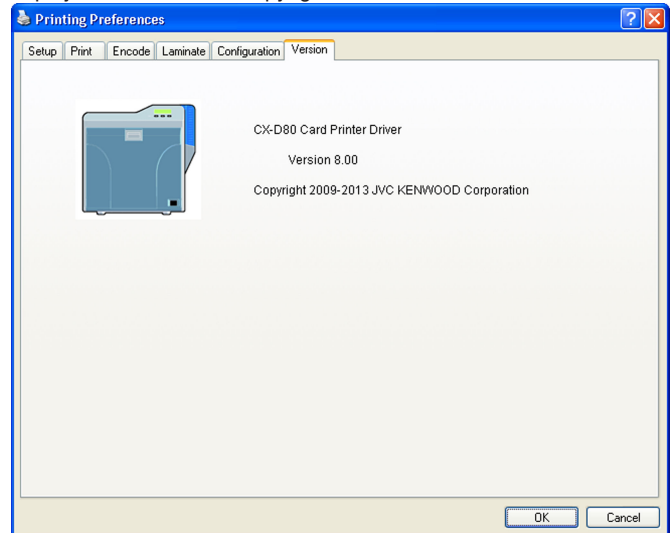 Printing Preferences
Setup Print Encode Laminate Configuration Version
CX-D80 Card Printer Driver
Version 8.00
Copyright 2009-2013 JVC KENWOOD Corporation
OK Cancel